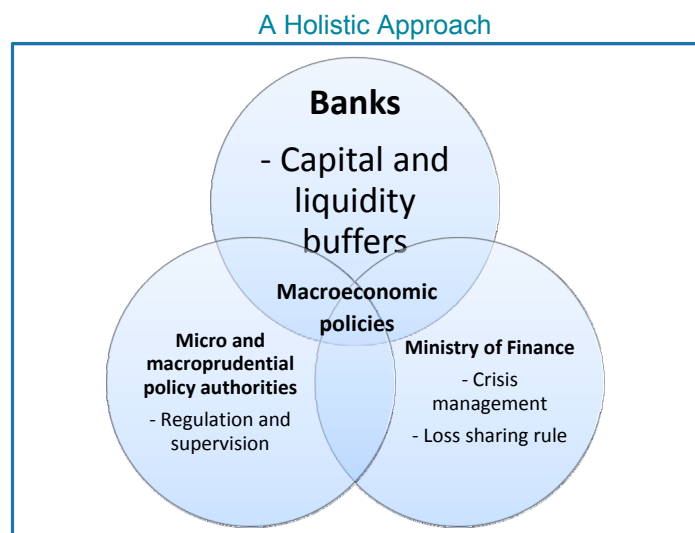 A Holistic Approach
Banks
- Capital and
liquidity
buffers
Macroeconomic
policies
Micro and
macroprudential
policy authorities
- Regulation and
supervision
Ministry of Finance
- Crisis
management
- Loss sharing rule